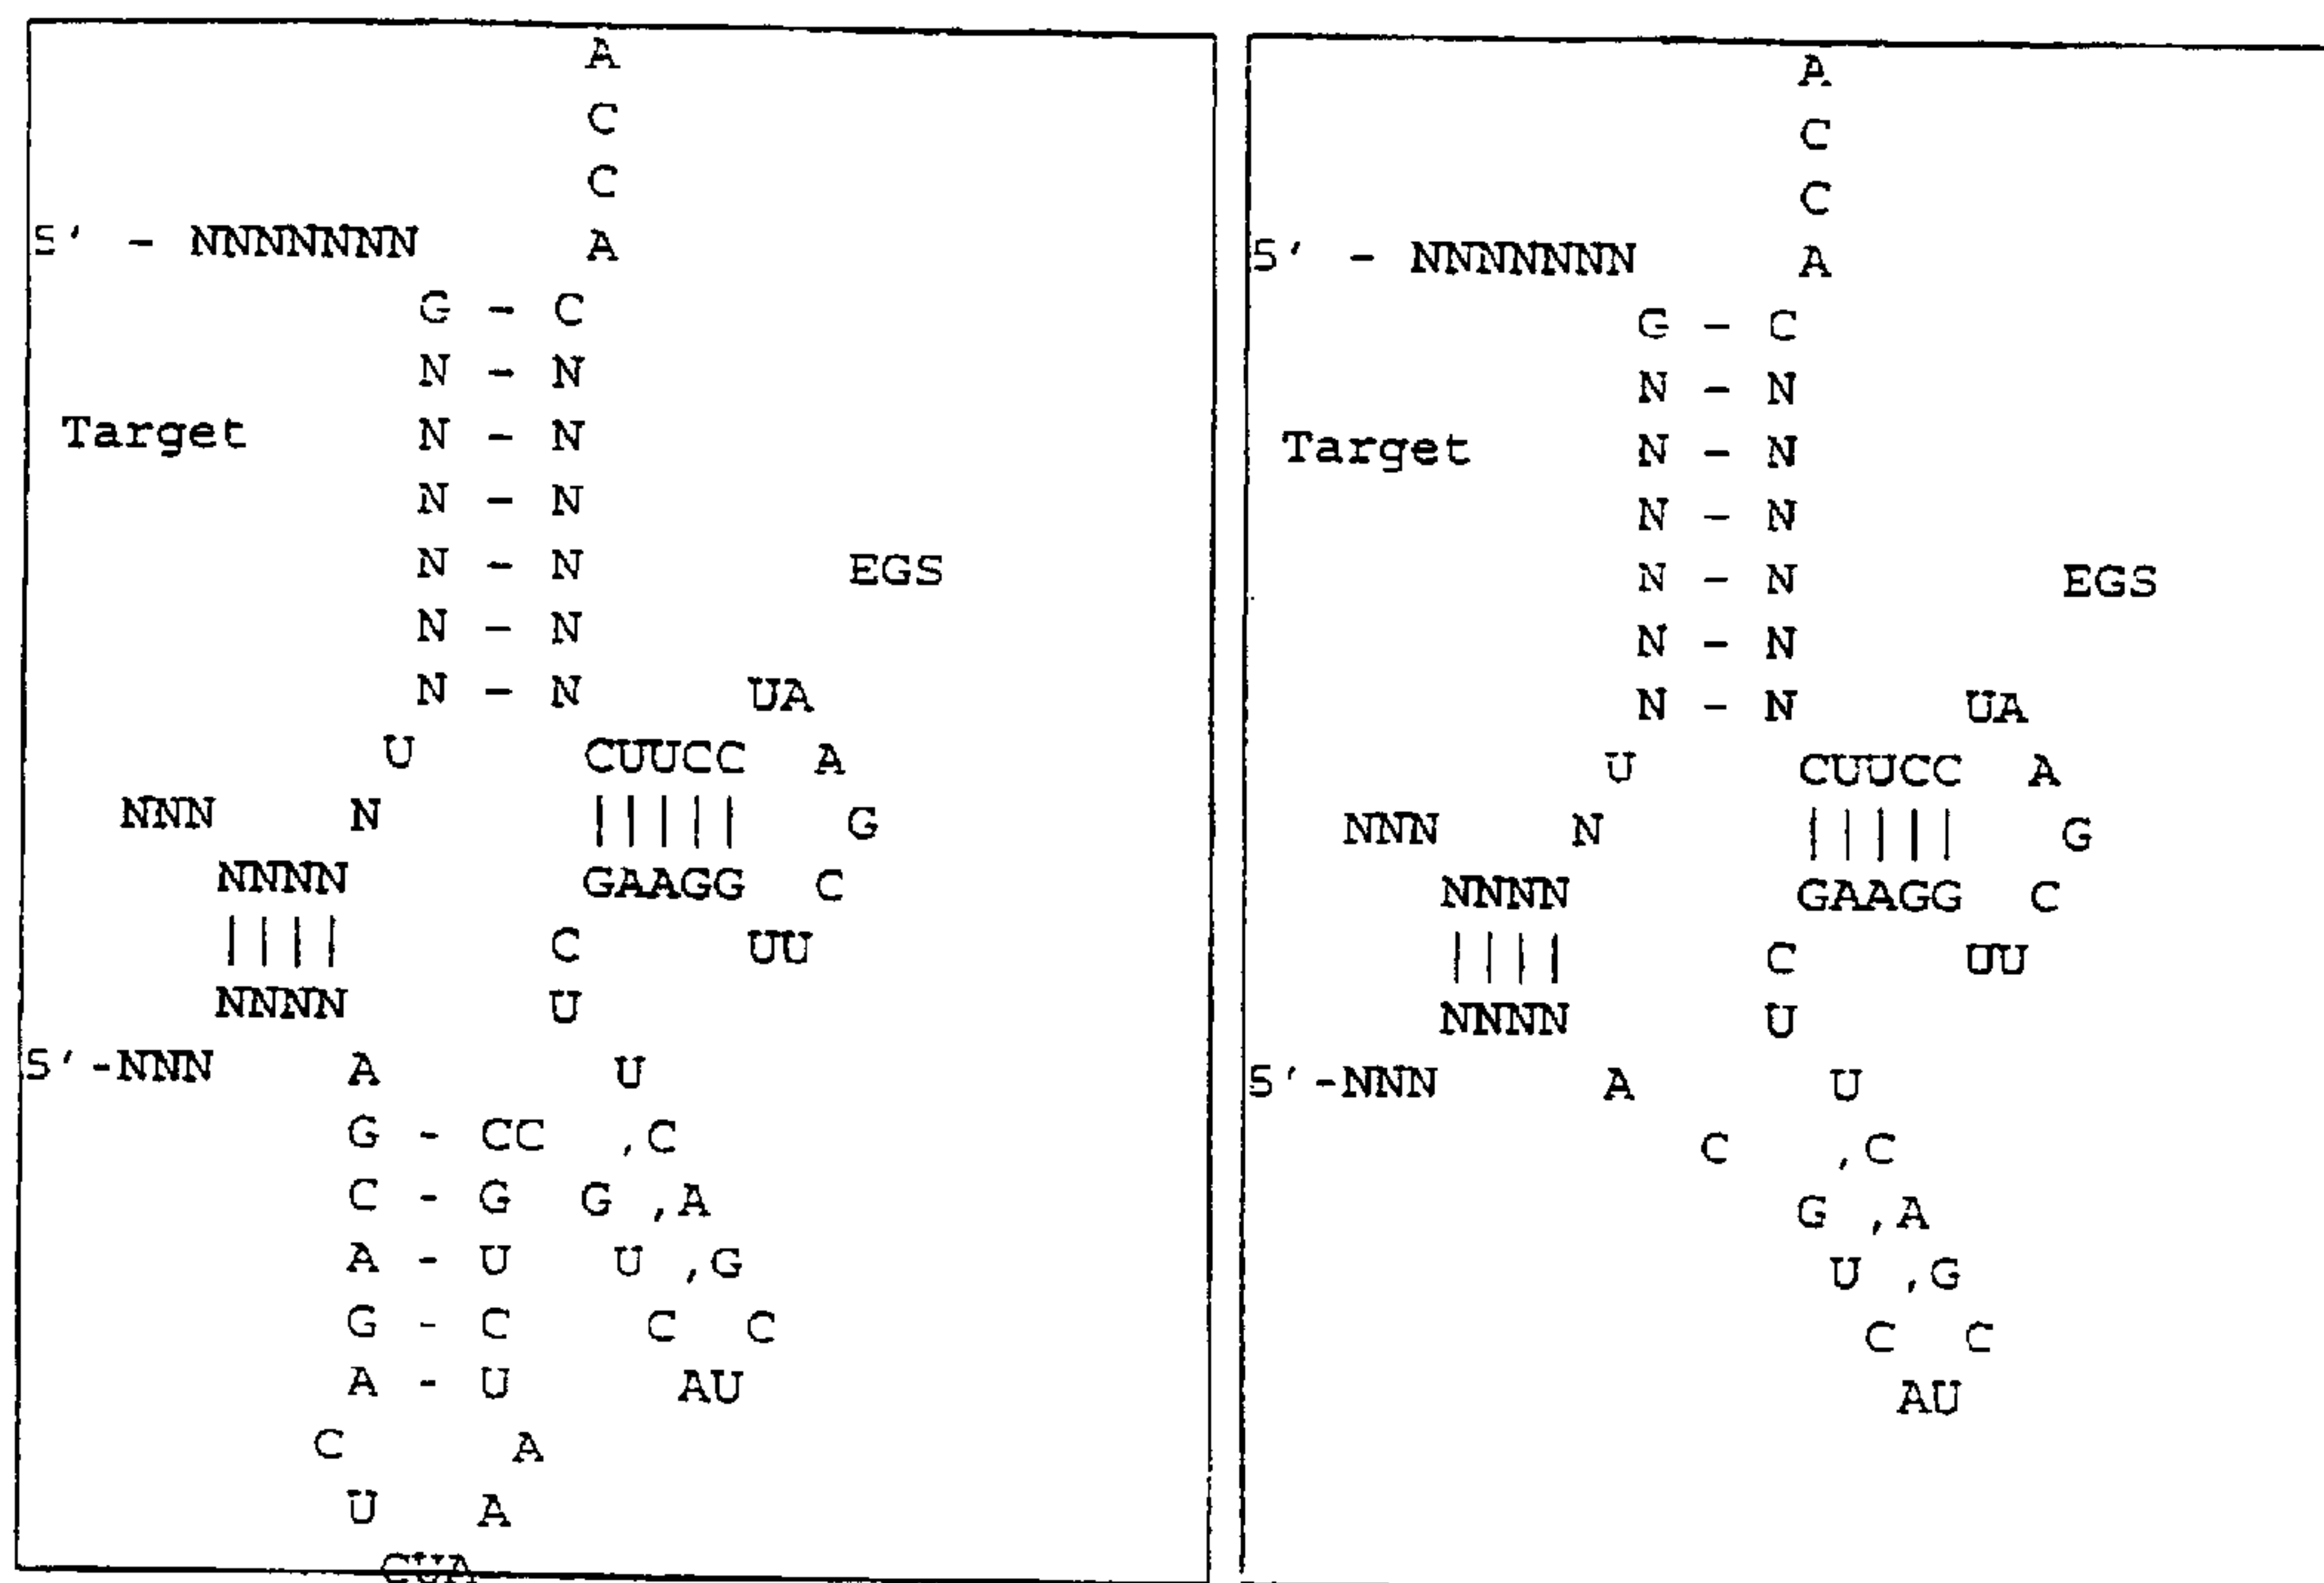 A
C
C
5' - NNNNNNN A
G - C
N - N
Target N - N
N - N
N - N EGS
N - N
N - N UA
U CUUCC A
NNN N ||||| G
NNNN GAAGG C
|||| C UU
NNNN U
5'-NNN A U
G - CC ,C
C - G G ,A
A - U U ,G
G - C C C
A - U AU
C A
U A
A
C
C
5' - NNNNNNN A
G - C
N - N
Target N - N
N - N
N - N EGS
N - N
N - N UA
U CUUCC A
NNN N ||||| G
NNNN GAAGG C
|||| C UU
NNNN U
5'-NNN A U
C ,C
G ,A
U ,G
C C
AU